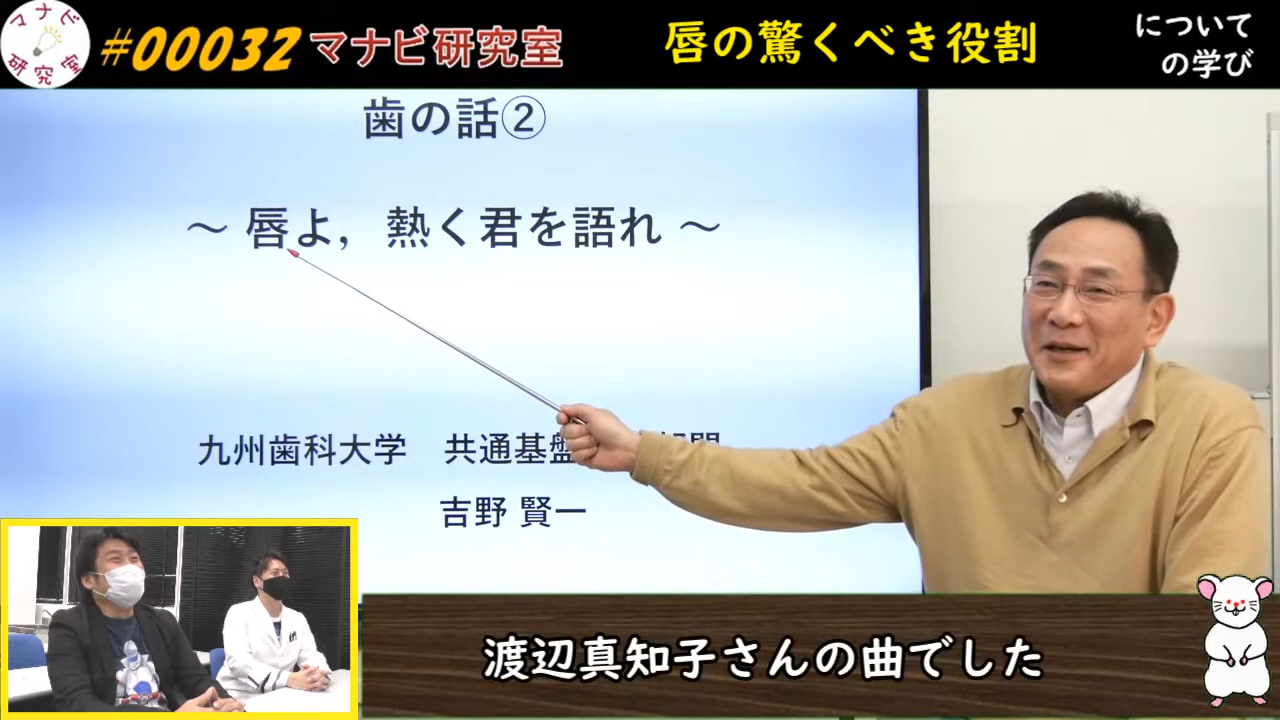 マナビ
研究室
#00032 マナビ研究室
唇の驚くべき役割
について
の学び
歯の話②
～ 唇よ，熱く君を語れ ～
九州歯科大学 共通基盤
吉野 賢一
渡辺真知子さんの曲でした